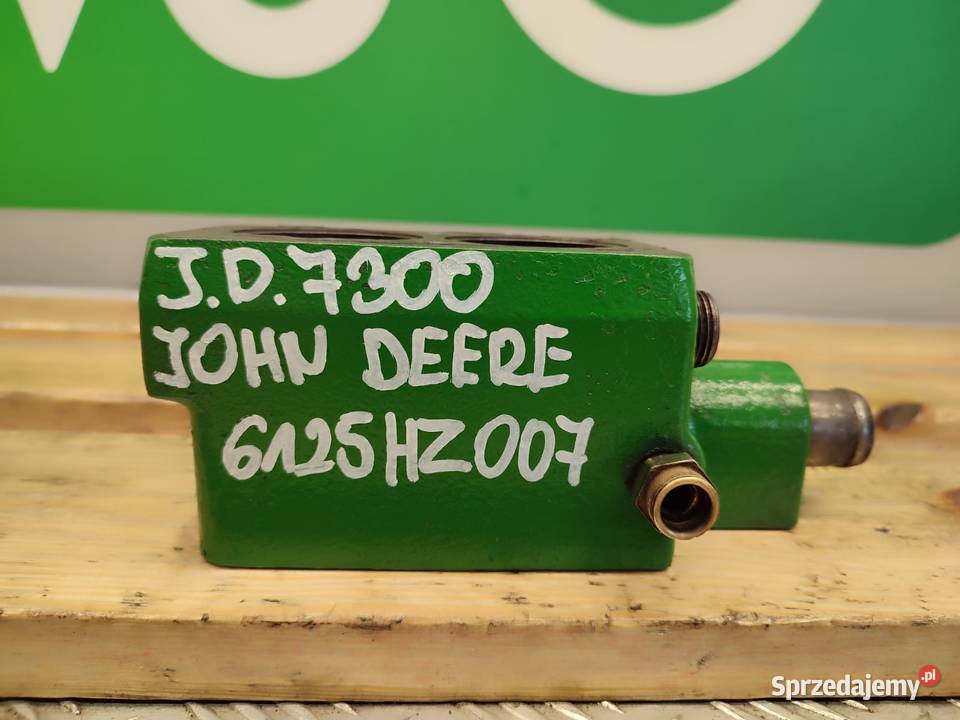 J.D.7300
JOHN DEERE
6125HZ007
Sprzedajemy.pl